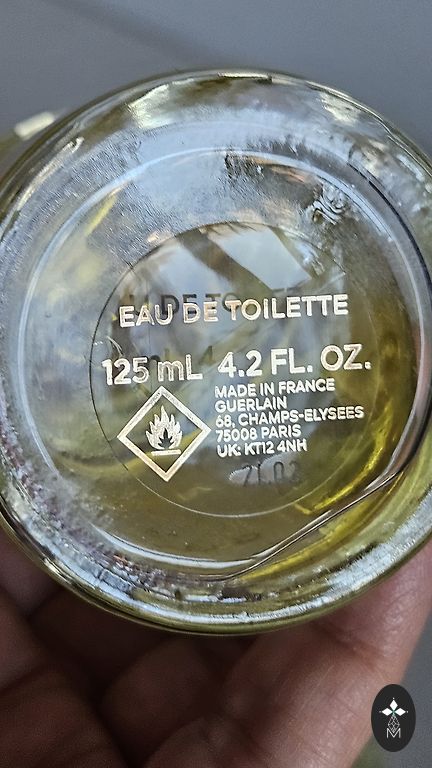 EAU DE TOILETTE
125 mL 4.2 FL. OZ.
MADE IN FRANCE
GUERLAIN
68, CHAMPS-ELYSEES
75008 PARIS
UK: KT12 4NH